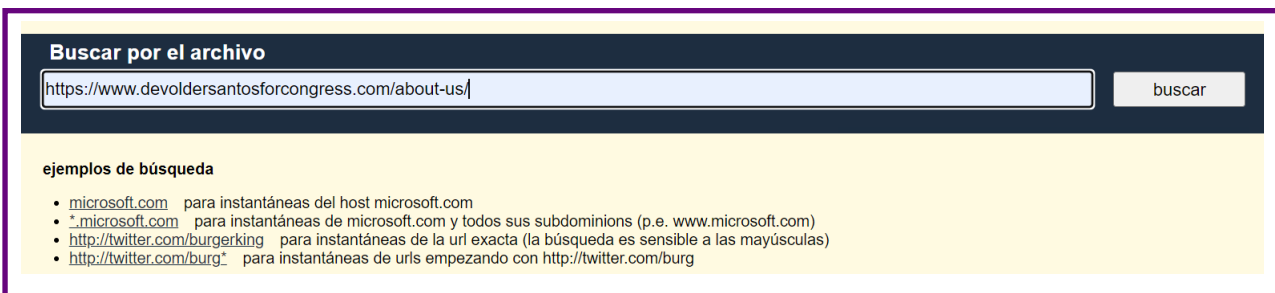 Buscar por el archivo
https://www.devoldersantosforcongress.com/about-us/ buscar
ejemplos de búsqueda
• microsoft.com para instantáneas del host microsoft.com
• *.microsoft.com para instantáneas de microsoft.com y todos sus subdominions (p.e. www.microsoft.com)
• http://twitter.com/burgerking para instantáneas de la url exacta (la búsqueda es sensible a las mayúsculas)
• http://twitter.com/burg* para instantáneas de urls empezando con http://twitter.com/burg